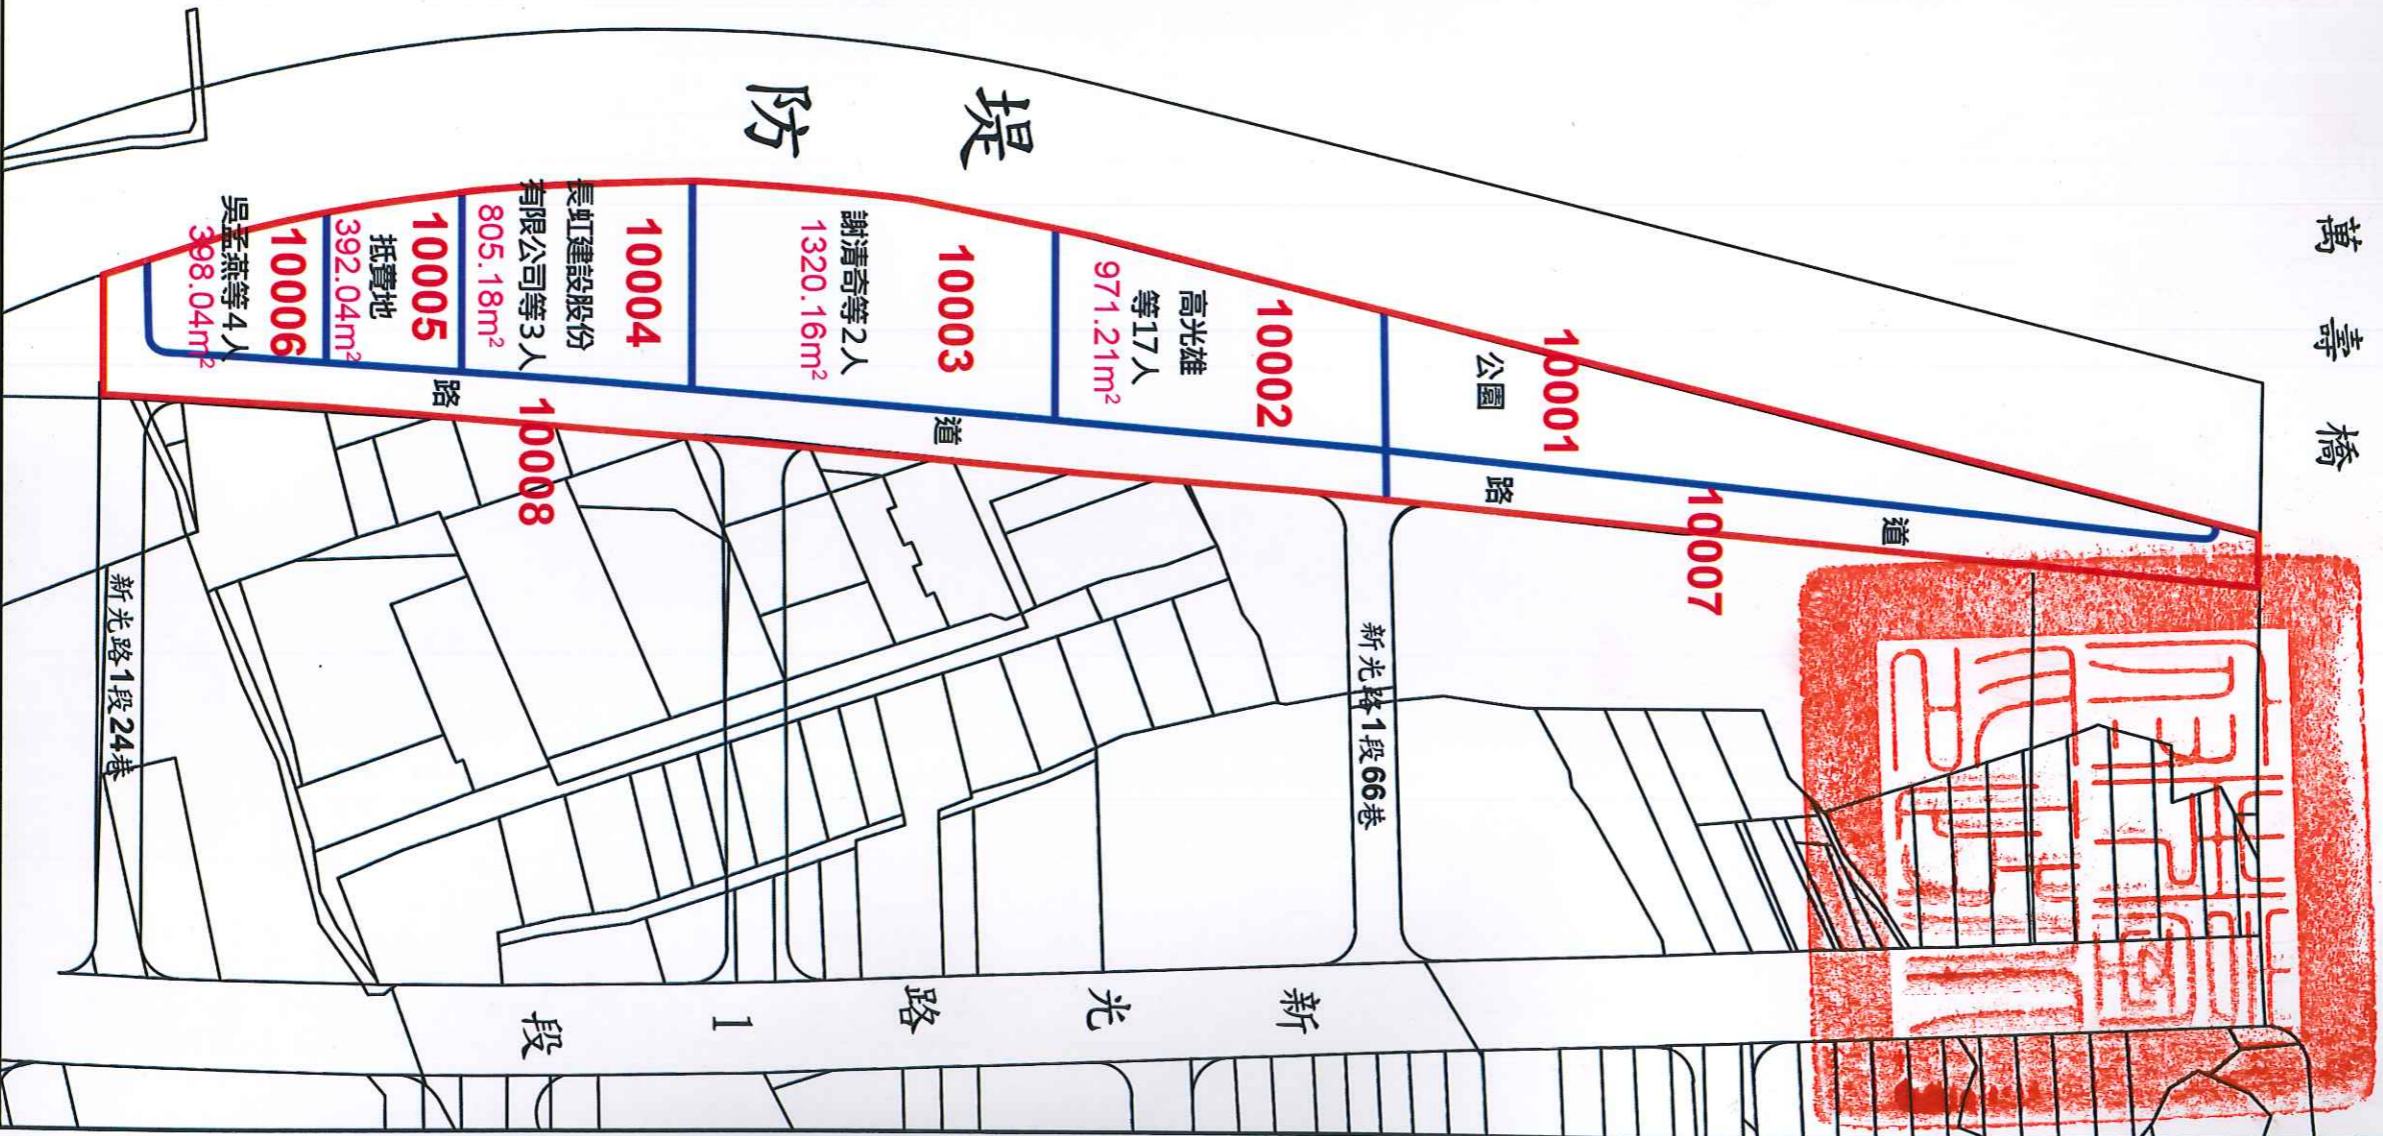 萬壽橋
堤防
10001
公園
10002
高光雄
等17人
971.21m²
10003
謝清奇等2人
1320.16m²
10004
長虹建設股份
有限公司等3人
805.18m²
10005
抵費地
392.04m²
10006
吳孟燕等4人
398.04m²
10007
道路
10008
道路
新光路1段66巷
新光路1段24巷
新光路1段